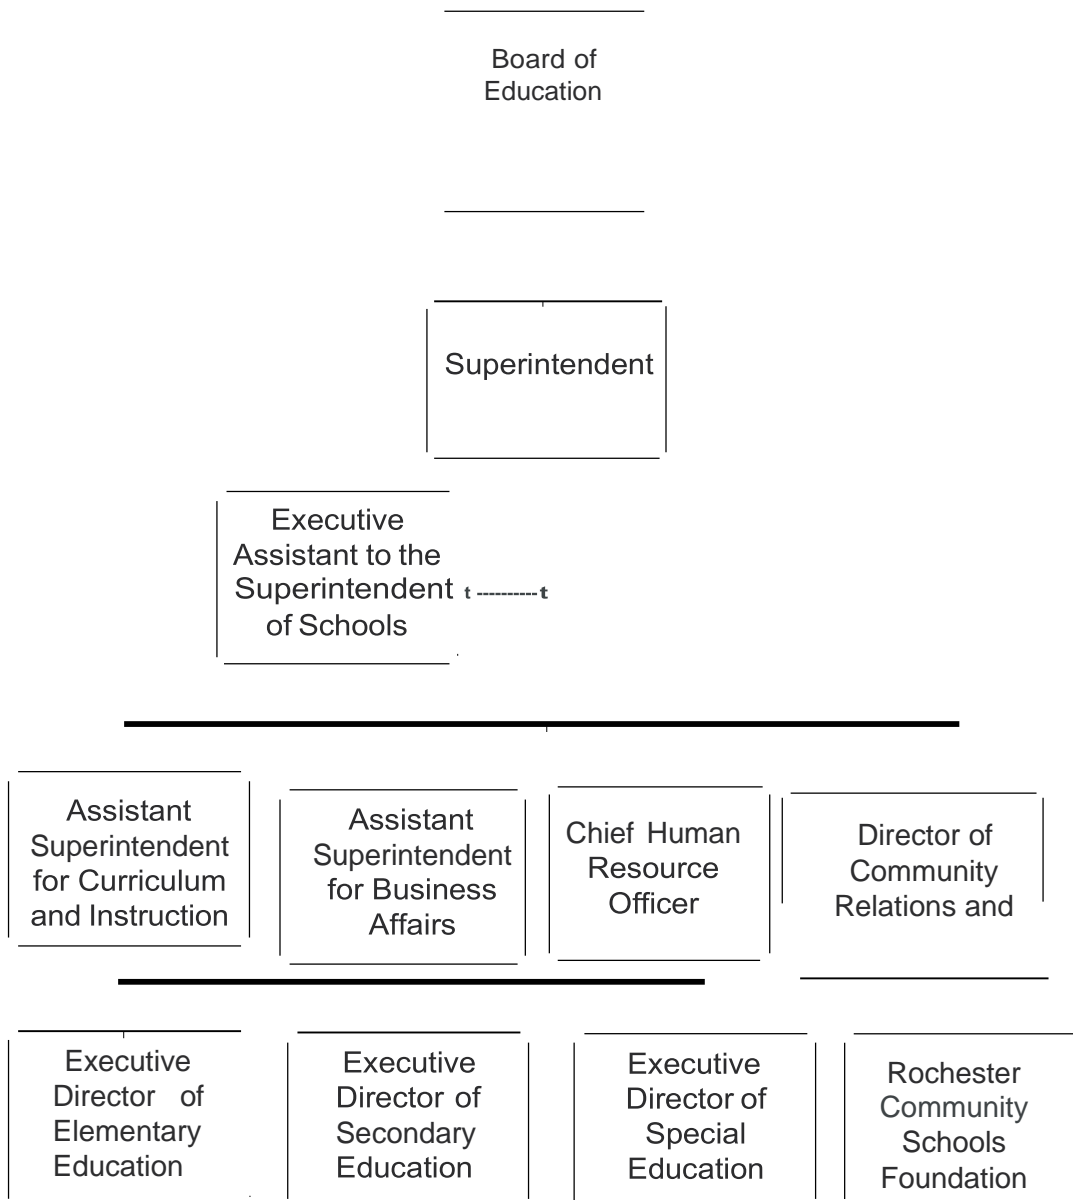 Board of
Education
Superintendent
Executive
Assistant to the
Superintendent t ----------t
of Schools
Assistant
Superintendent
for Curriculum
and Instruction
Assistant
Superintendent
for Business
Affairs
Chief Human
Resource
Officer
Director of
Community
Relations and
Executive
Director of
Elementary
Education
Executive
Director of
Secondary
Education
Executive
Director of
Special
Education
Rochester
Community
Schools
Foundation